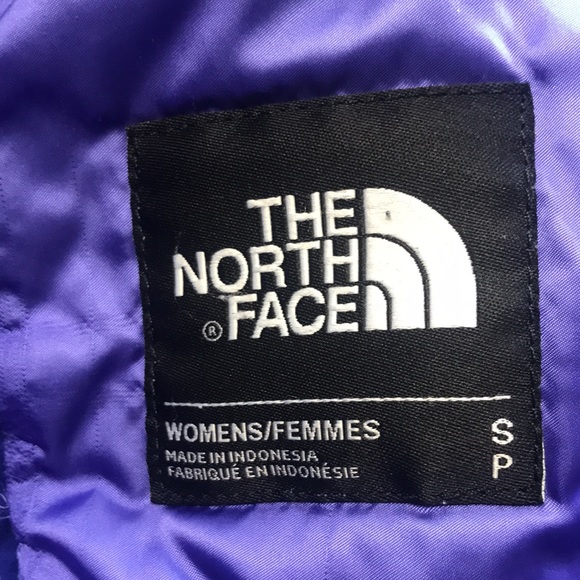 THE
NORTH
® FACE
WOMENS/FEMMES S
MADE IN INDONESIA
FABRIQUÉ EN INDONÉSIE P